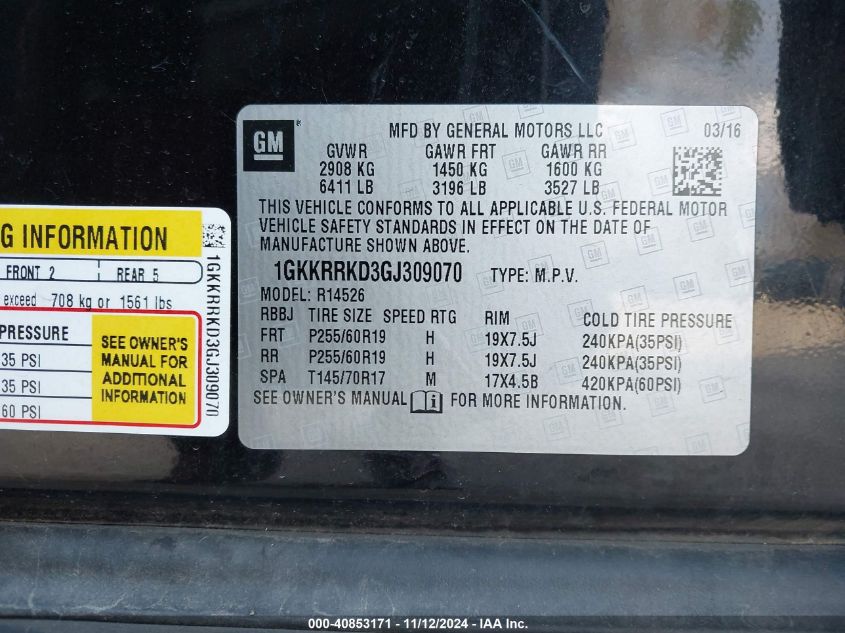 GM
MFD BY GENERAL MOTORS LLC 03/16
GVWR GAWR FRT GAWR RR
2908 KG 1450 KG 1600 KG
6411 LB 3196 LB 3527 LB
THIS VEHICLE CONFORMS TO ALL APPLICABLE U.S. FEDERAL MOTOR
VEHICLE SAFETY STANDARDS IN EFFECT ON THE DATE OF
MANUFACTURE SHOWN ABOVE.
1GKKRRKD3GJ309070 TYPE: M.P.V.
MODEL: R14526
RBBJ TIRE SIZE SPEED RTG RIM COLD TIRE PRESSURE
FRT P255/60R19 H 19X7.5J 240KPA(35PSI)
RR P255/60R19 H 19X7.5J 240KPA(35PSI)
SPA T145/70R17 M 17X4.5B 420KPA(60PSI)
SEE OWNER'S MANUAL i FOR MORE INFORMATION.
G INFORMATION
FRONT 2 REAR 5
exceed 708 kg or 1561 lbs
PRESSURE
35 PSI
35 PSI
60 PSI
SEE OWNER'S
MANUAL FOR
ADDITIONAL
INFORMATION
1GKKRRKD3GJ309070
000-40853171 - 11/12/2024 - IAA Inc.